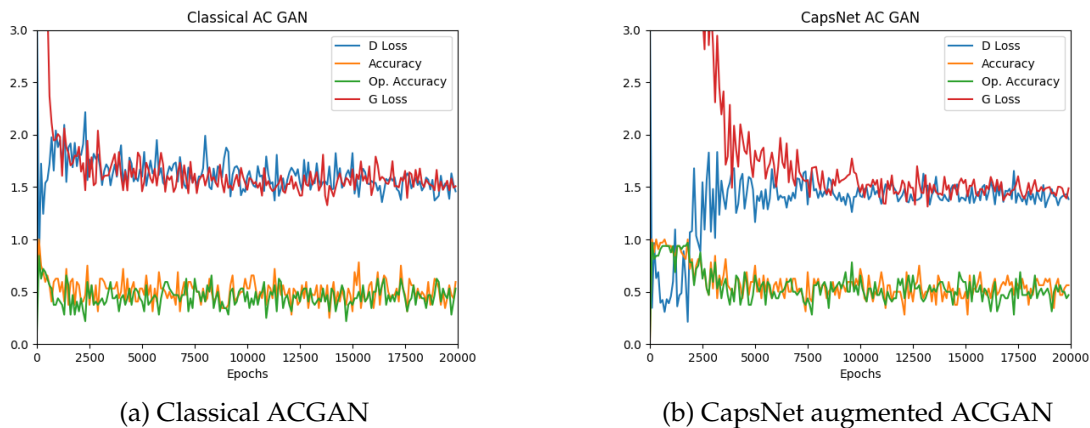 Classical AC GAN
3.0
2.5
2.0
1.5
1.0
0.5
0.0
D Loss
Accuracy
Op. Accuracy
G Loss
0 2500 5000 7500 10000 12500 15000 17500 20000
Epochs
(a) Classical ACGAN
CapsNet AC GAN
3.0
2.5
2.0
1.5
1.0
0.5
0.0
D Loss
Accuracy
Op. Accuracy
G Loss
0 2500 5000 7500 10000 12500 15000 17500 20000
Epochs
(b) CapsNet augmented ACGAN